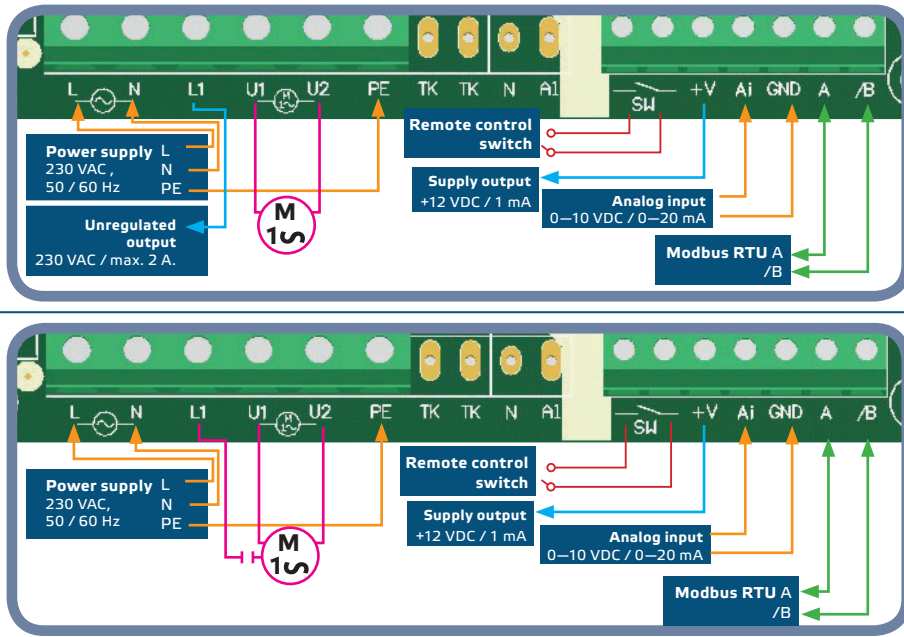 L N L1 U1 M 1~ U2 PE TK TK N A1 SW +V Ai GND A /B
Power supply L
230 VAC , N
50 / 60 Hz PE
Unregulated
output
230 VAC / max. 2 A.
M
1∽
Remote control
switch
Supply output
+12 VDC / 1 mA
Analog input
0—10 VDC / 0—20 mA
Modbus RTU A
/B
L N L1 U1 M 1~ U2 PE TK TK N A1 SW +V Ai GND A /B
Power supply L
230 VAC, N
50 / 60 Hz PE
M
1∽
Remote control
switch
Supply output
+12 VDC / 1 mA
Analog input
0—10 VDC / 0—20 mA
Modbus RTU A
/B